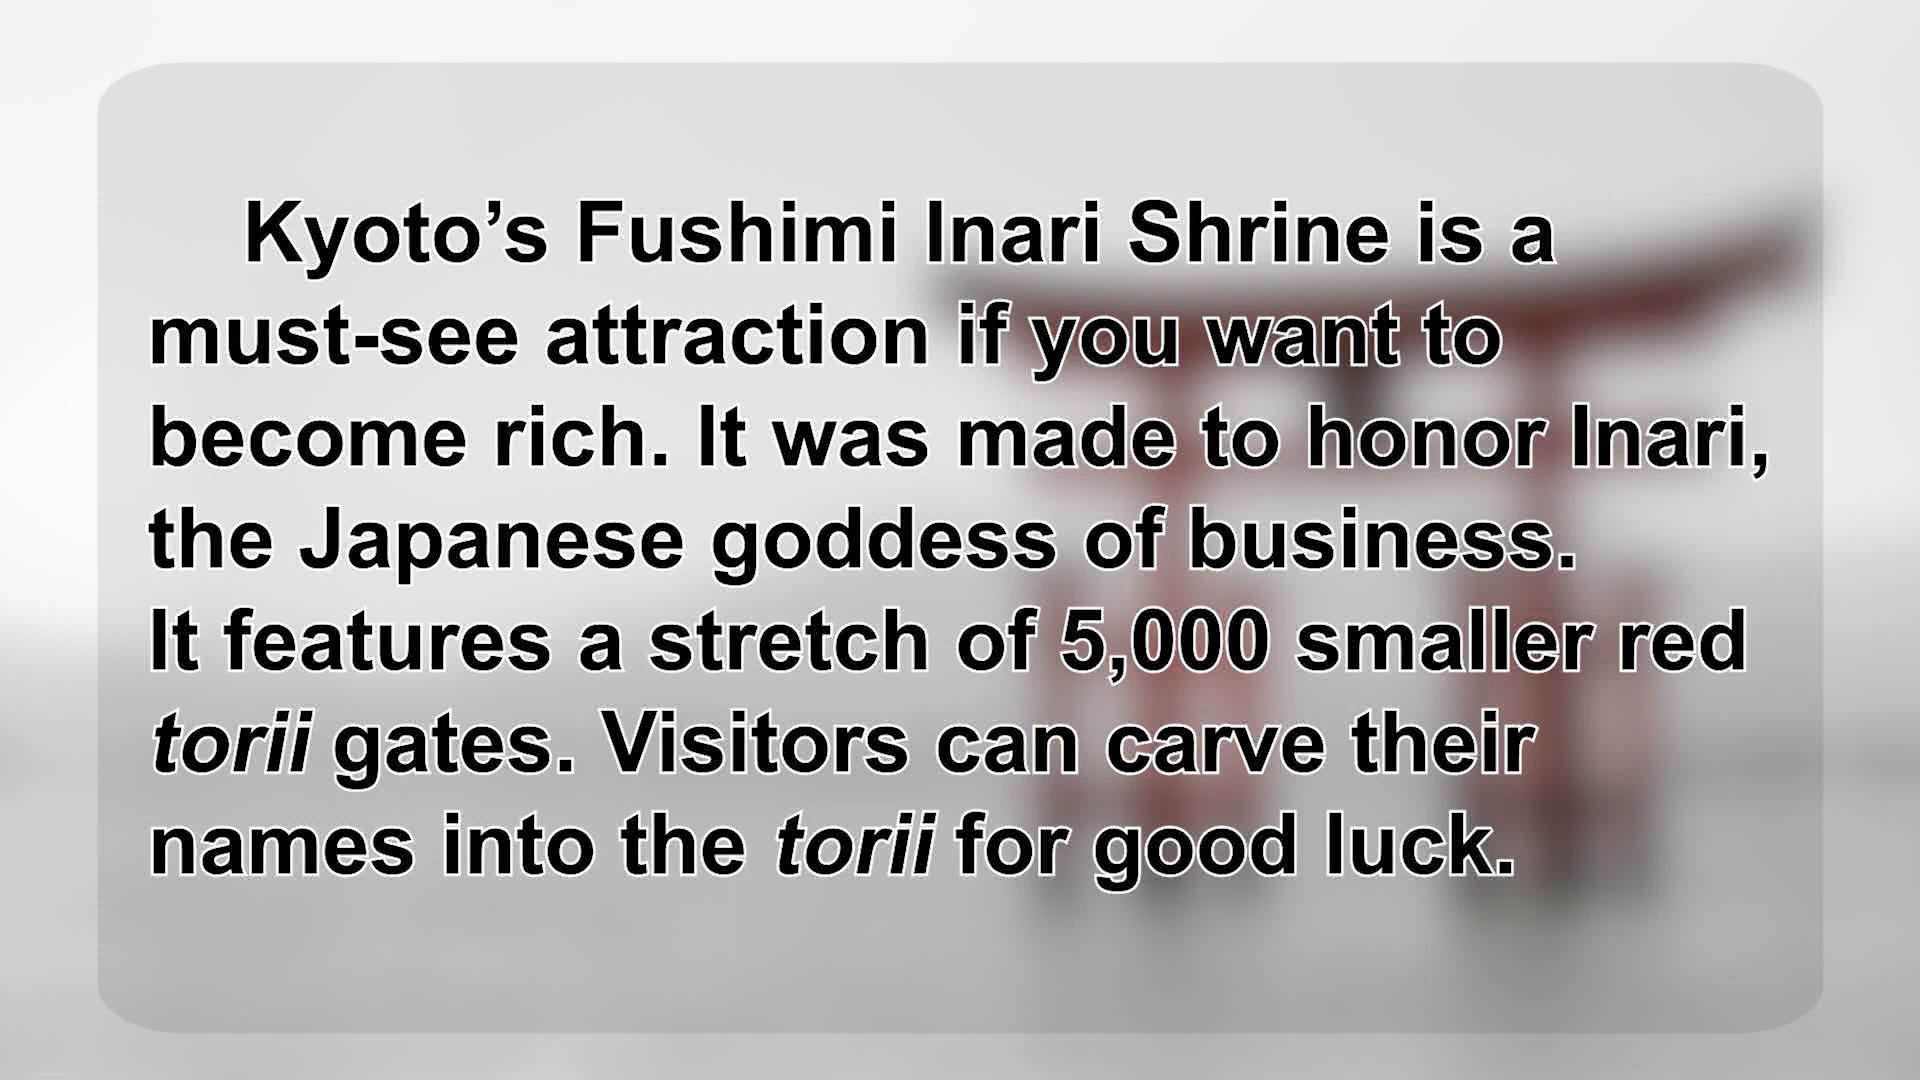 Kyoto’s Fushimi Inari Shrine is a
must-see attraction if you want to
become rich. It was made to honor Inari,
the Japanese goddess of business.
It features a stretch of 5,000 smaller red
torii gates. Visitors can carve their
names into the torii for good luck.